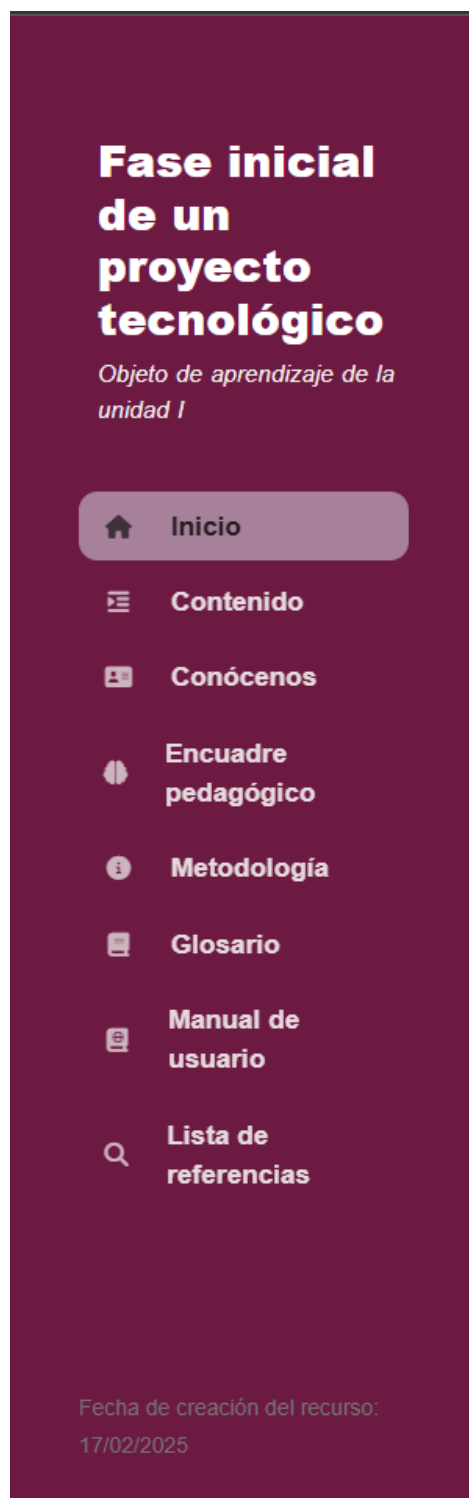 Fase inicial
de un
proyecto
tecnológico
Objeto de aprendizaje de la
unidad I
Inicio
Contenido
Conócenos
Encuadre
pedagógico
Metodología
Glosario
Manual de
usuario
Lista de
referencias
Fecha de creación del recurso:
17/02/2025